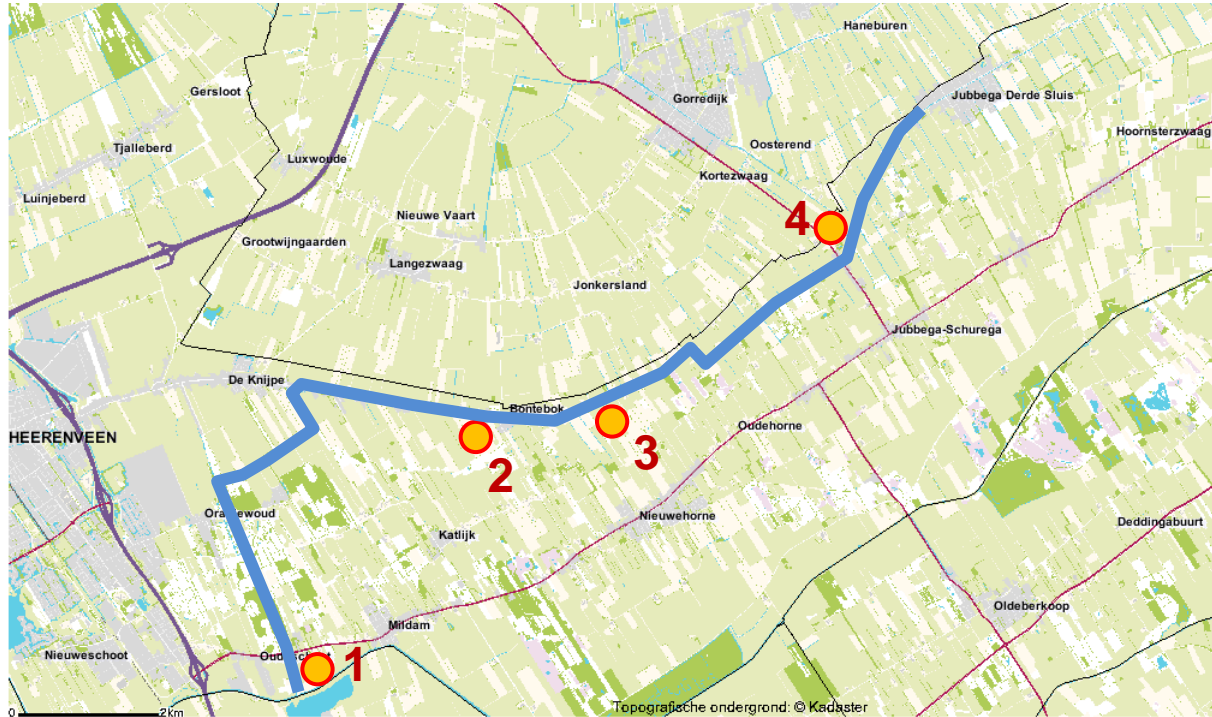 Haneburen
Gersloot
Gorredijk
Jubbega Derde Sluis
Hoornsterzwaag
Tjalleberd
Luxwoude
Oosterend
Kortezwaag
Luinjeberd
Nieuwe Vaart
4
Grootwijngaarden
Langezwaag
Jonkersland
Jubbega-Schurega
De Knijpe
Bontebok
HEERENVEEN
Oudehorne
3
2
Nieuwehorne
Deddingabuurt
Katlijk
Oldeberkoop
Mildam
Nieuweschoot
1
0 2km
Topografische ondergrond: © Kadaster